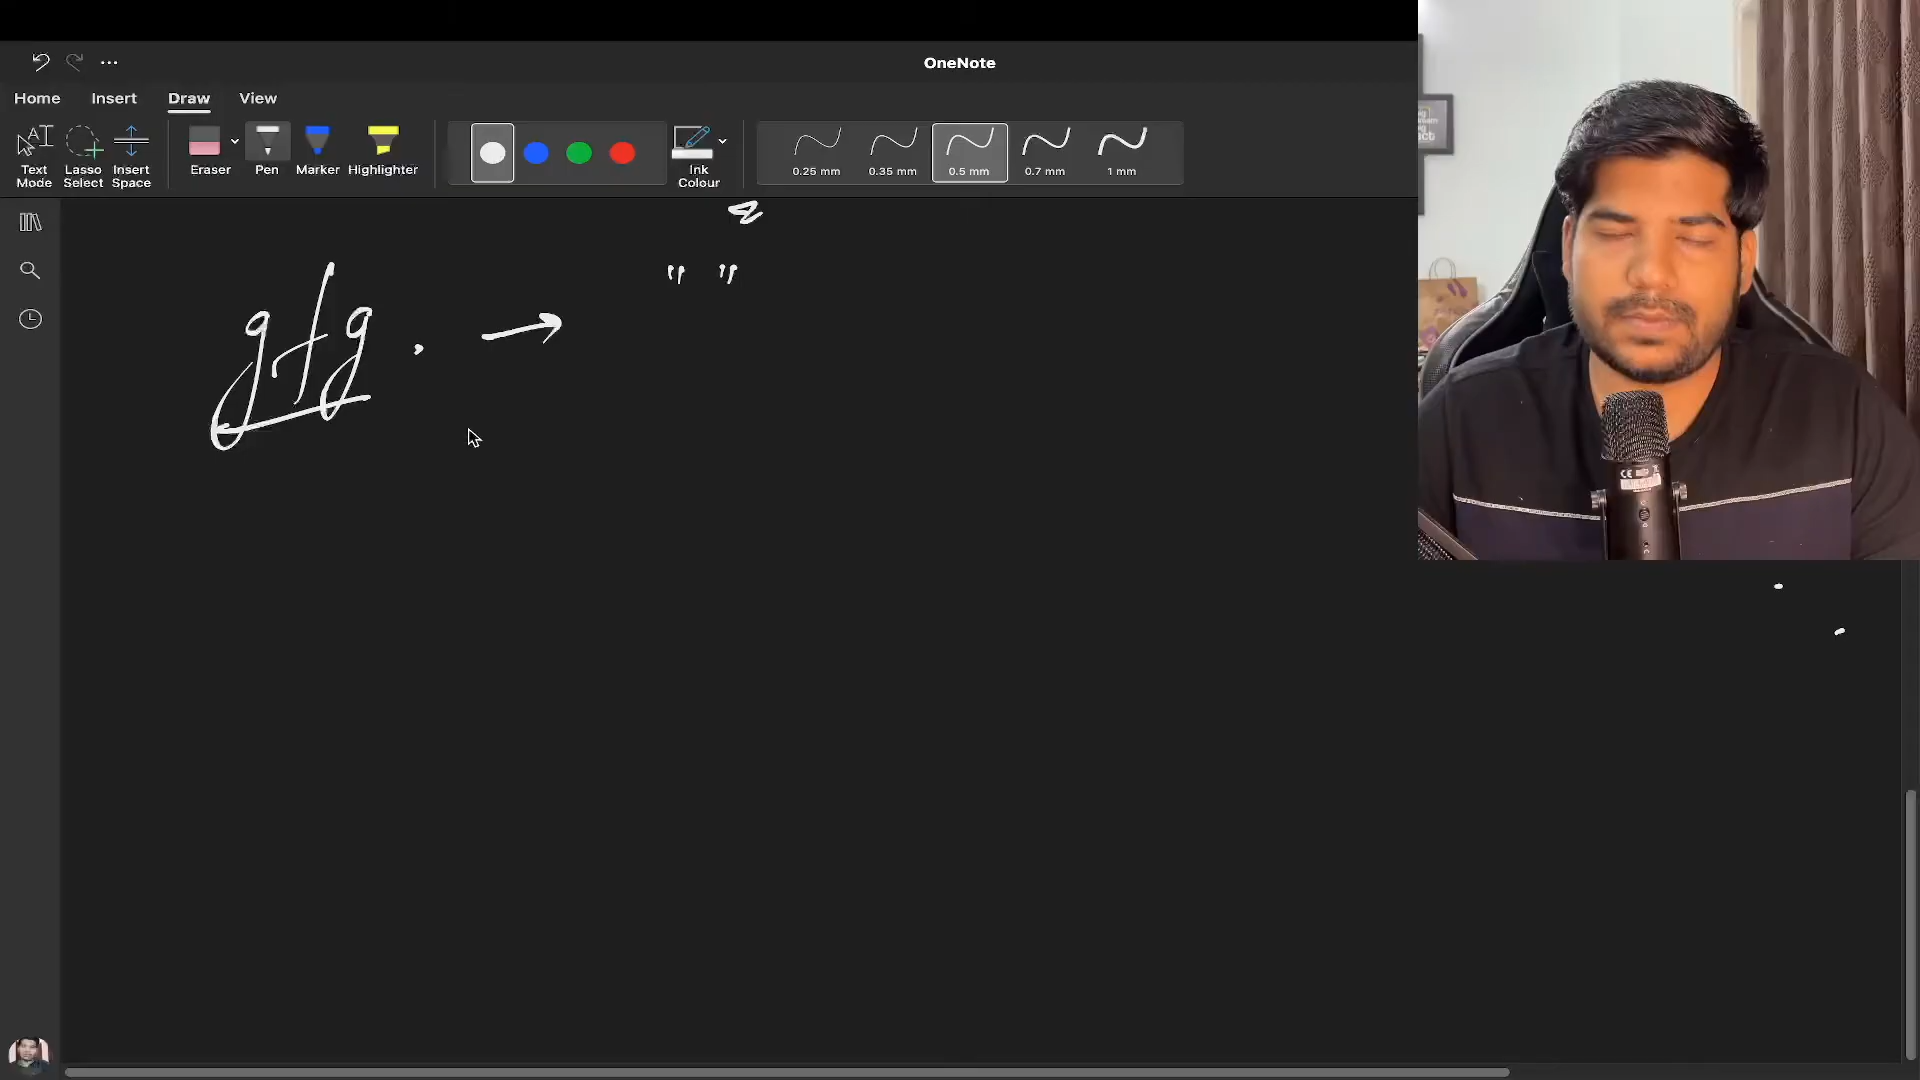 OneNote
Home Insert Draw View
Text Mode
Lasso Select
Insert Space
Eraser
Pen
Marker
Highlighter
Ink Colour
0.25 mm
0.35 mm
0.5 mm
0.7 mm
1 mm
" "
gfg . →